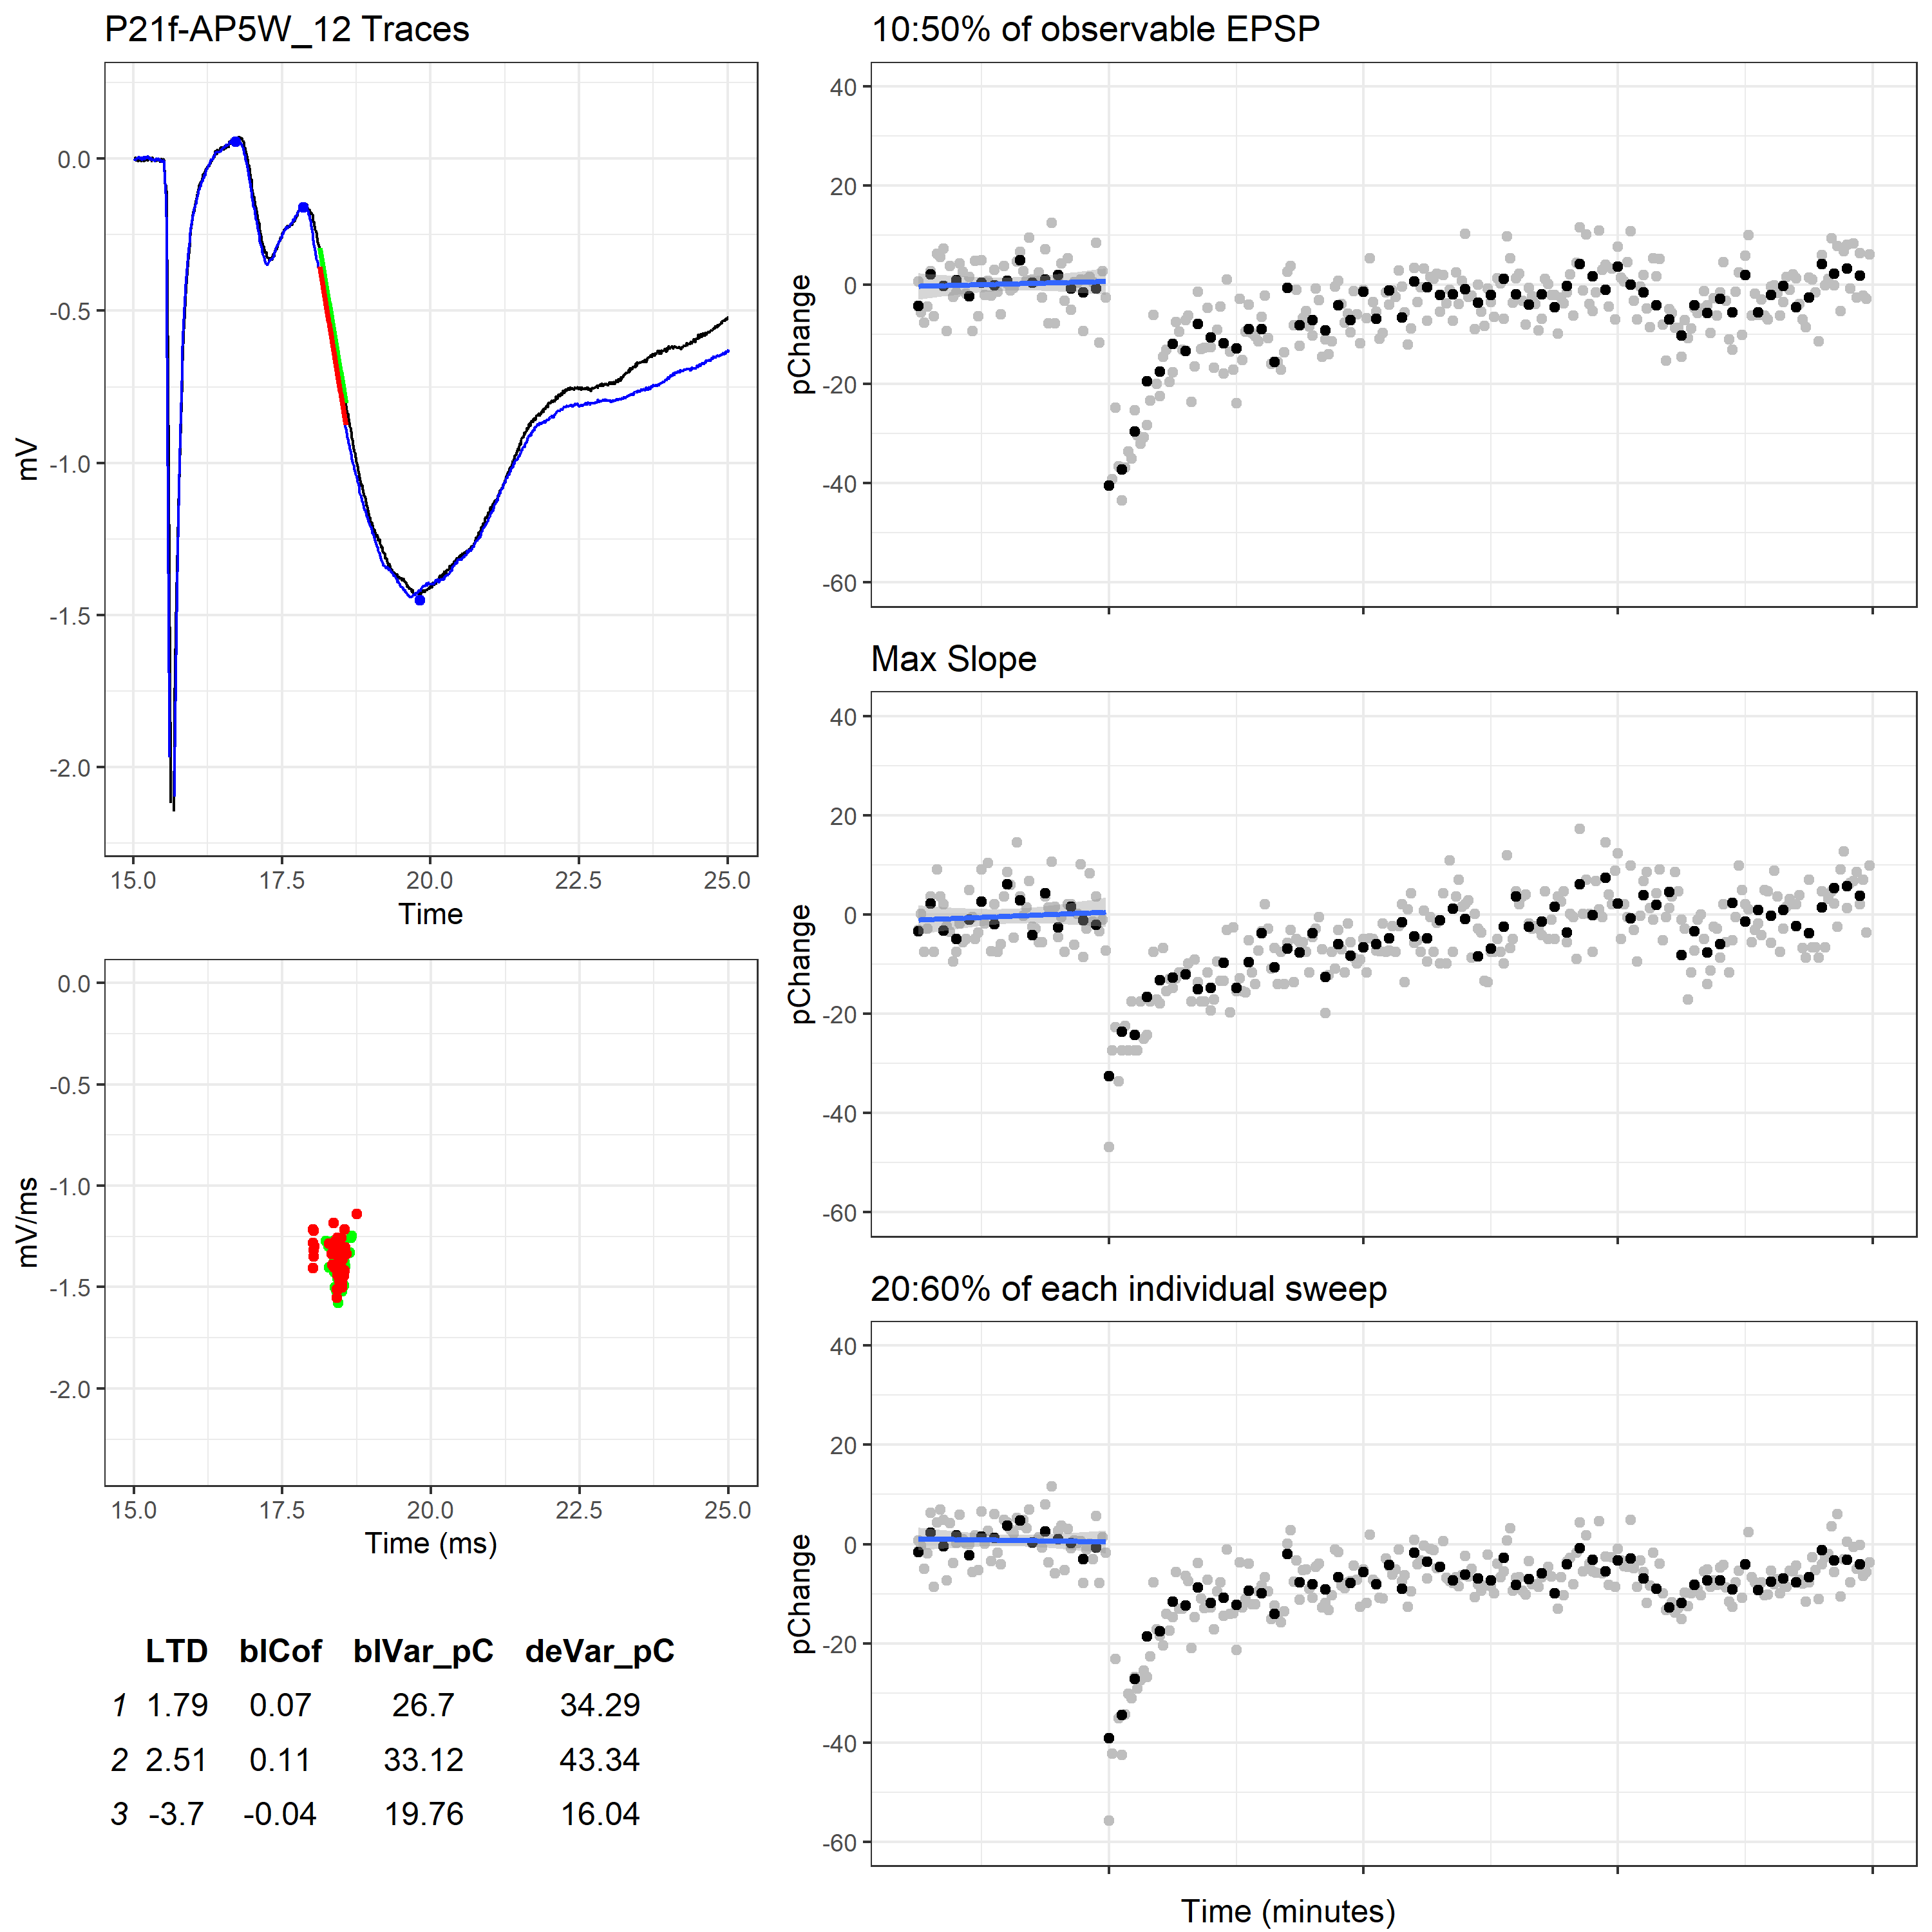 P21f-AP5W_12 Traces
0.0
-0.5
-1.0
-1.5
-2.0
mV
15.0 17.5 20.0 22.5 25.0
Time
0.0
-0.5
-1.0
-1.5
-2.0
mV/ms
15.0 17.5 20.0 22.5 25.0
Time (ms)
LTD blCof blVar_pC deVar_pC
1 1.79 0.07 26.7 34.29
2 2.51 0.11 33.12 43.34
3 -3.7 -0.04 19.76 16.04
10:50% of observable EPSP
40
20
0
-20
-40
-60
pChange
Max Slope
40
20
0
-20
-40
-60
pChange
20:60% of each individual sweep
40
20
0
-20
-40
-60
pChange
Time (minutes)